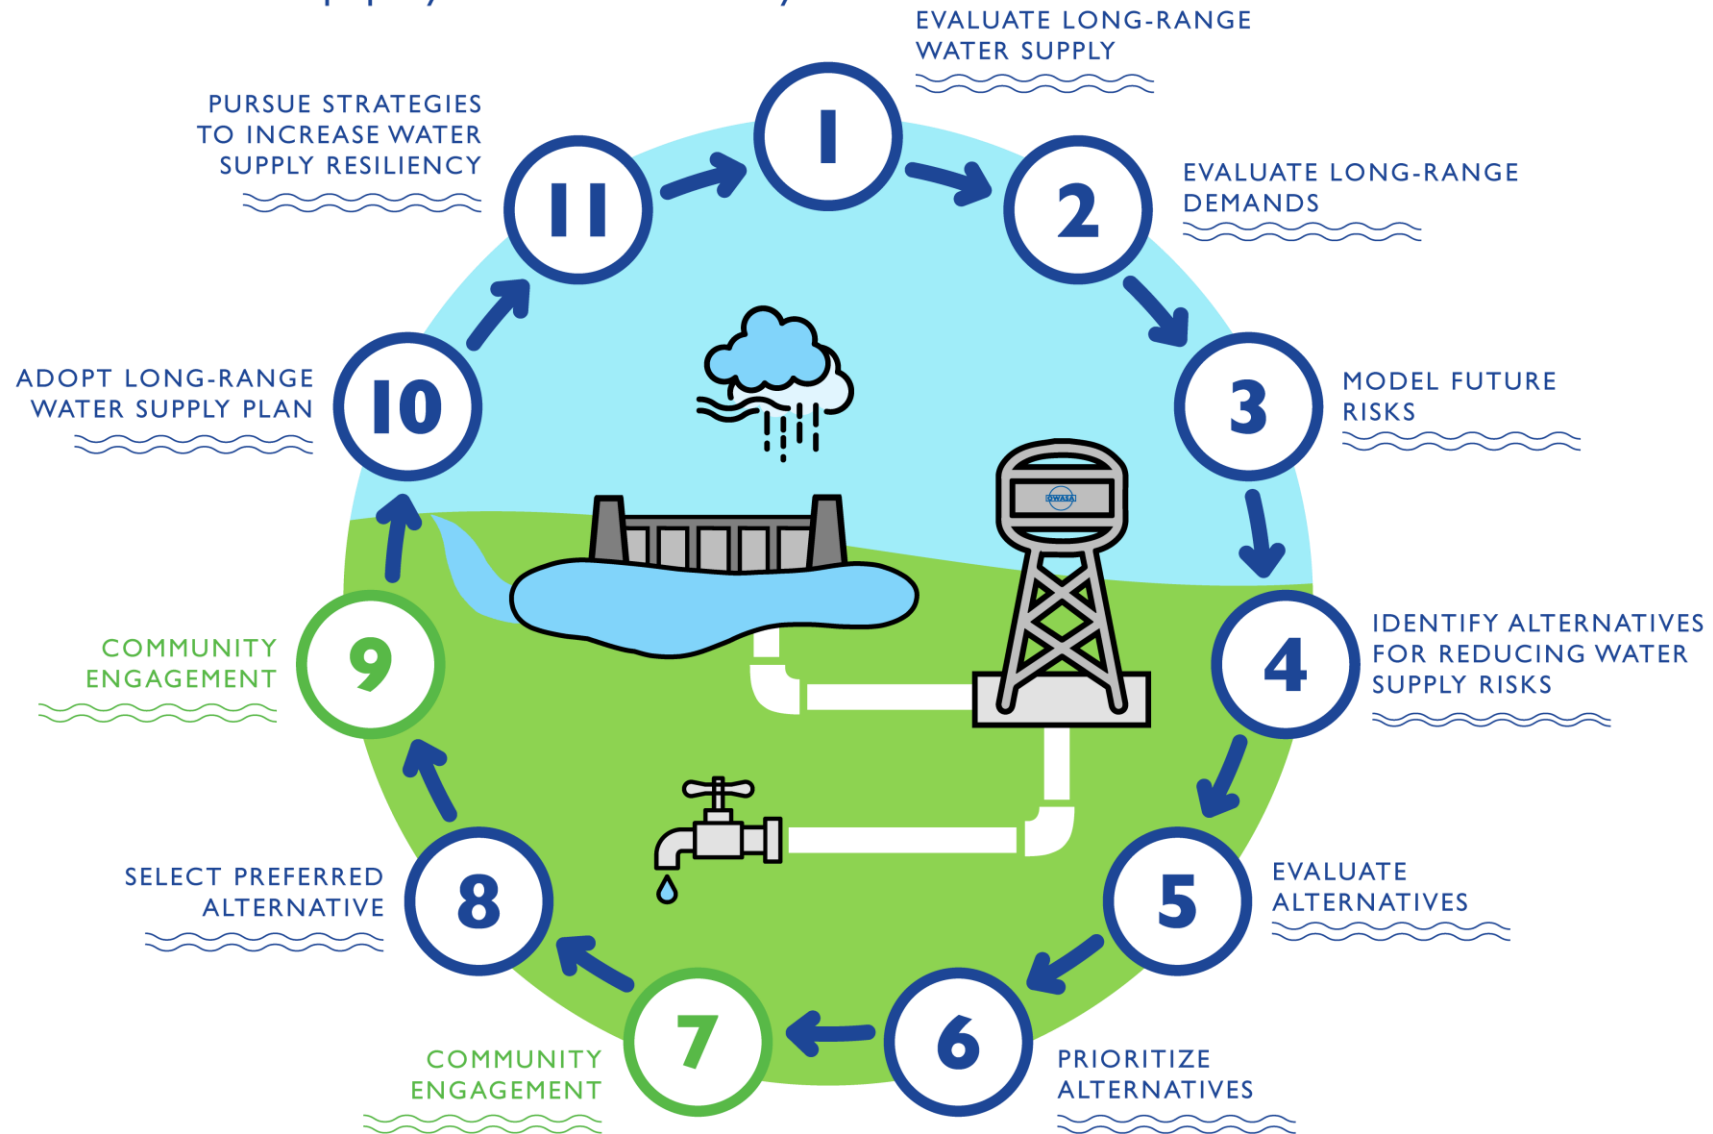 1
EVALUATE LONG-RANGE
WATER SUPPLY
2
EVALUATE LONG-RANGE
DEMANDS
3
MODEL FUTURE
RISKS
4
IDENTIFY ALTERNATIVES
FOR REDUCING WATER
SUPPLY RISKS
5
EVALUATE
ALTERNATIVES
6
PRIORITIZE
ALTERNATIVES
7
COMMUNITY
ENGAGEMENT
8
SELECT PREFERRED
ALTERNATIVE
9
COMMUNITY
ENGAGEMENT
10
ADOPT LONG-RANGE
WATER SUPPLY PLAN
11
PURSUE STRATEGIES
TO INCREASE WATER
SUPPLY RESILIENCY
OWASA